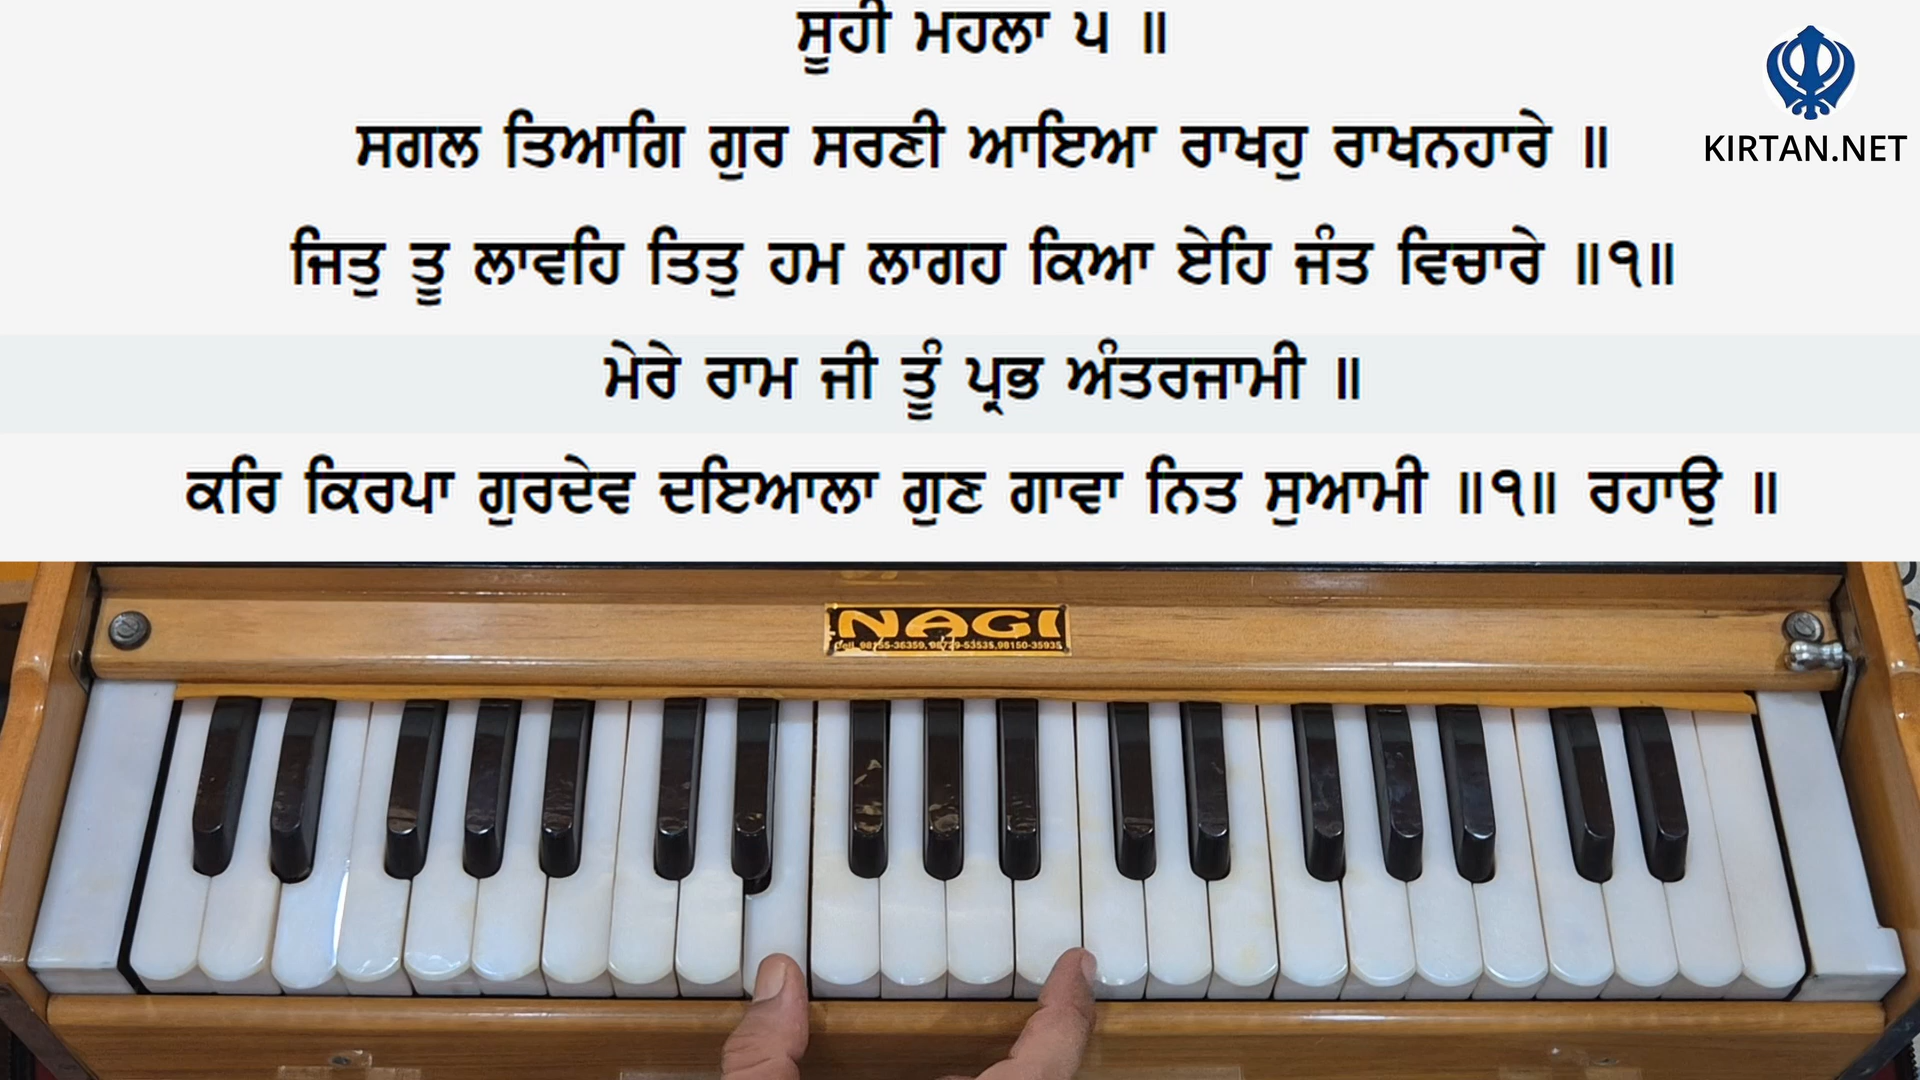 ਸੂਹੀ ਮਹਲਾ ੫ ॥
ਸਗਲ ਤਿਆਗਿ ਗੁਰ ਸਰਣੀ ਆਇਆ ਰਾਖਹੁ ਰਾਖਨਹਾਰੇ ॥
KIRTAN.NET
ਜਿਤੁ ਤੂ ਲਾਵਹਿ ਤਿਤੁ ਹਮ ਲਾਗਹ ਕਿਆ ਏਹਿ ਜੰਤ ਵਿਚਾਰੇ ॥੧॥
ਮੇਰੇ ਰਾਮ ਜੀ ਤੂੰ ਪ੍ਰਭ ਅੰਤਰਜਾਮੀ ॥
ਕਰਿ ਕਿਰਪਾ ਗੁਰਦੇਵ ਦਇਆਲਾ ਗੁਣ ਗਾਵਾ ਨਿਤ ਸੁਆਮੀ ॥੧॥ ਰਹਾਉ ॥
NAGI